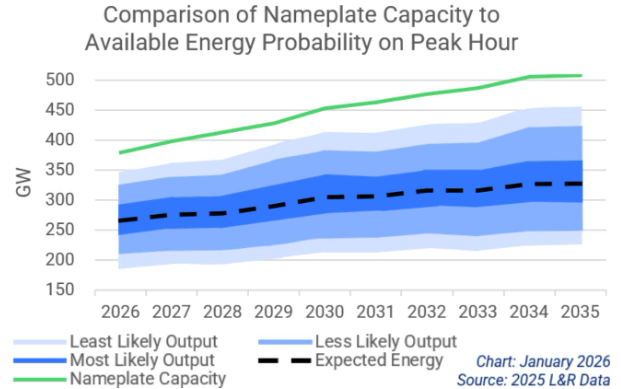 Comparison of Nameplate Capacity to
Available Energy Probability on Peak Hour
GW
500
450
400
350
300
250
200
150
2026 2027 2028 2029 2030 2031 2032 2033 2034 2035
Least Likely Output Less Likely Output
Most Likely Output Expected Energy
Nameplate Capacity
Chart: January 2026
Source: 2025 L&R Data